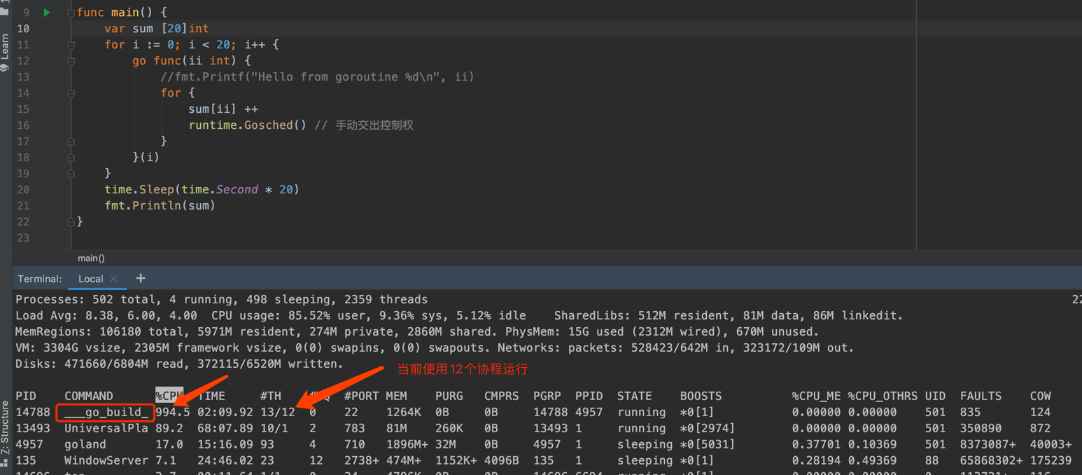 9 func main() {
10 var sum [20]int
11 for i := 0; i < 20; i++ {
12 go func(ii int) {
13 //fmt.Printf("Hello from goroutine %d\n", ii)
14 for {
15 sum[ii] ++
16 runtime.Gosched() // 手动交出控制权
17 }
18 }(i)
19 }
20 time.Sleep(time.Second * 20)
21 fmt.Println(sum)
22 }
23
Learn
main()
Terminal: Local × +
Processes: 502 total, 4 running, 498 sleeping, 2359 threads 22
Load Avg: 8.38, 6.00, 4.00 CPU usage: 85.52% user, 9.36% sys, 5.12% idle SharedLibs: 512M resident, 81M data, 86M linkedit.
MemRegions: 106180 total, 5971M resident, 274M private, 2860M shared. PhysMem: 15G used (2312M wired), 670M unused.
VM: 3304G vsize, 2305M framework vsize, 0(0) swapins, 0(0) swapouts. Networks: packets: 528423/642M in, 323172/109M out.
Disks: 471660/6804M read, 372115/6520M written.
当前使用12个协程运行
PID COMMAND %CPU TIME #TH #PORT MEM PURG CMPRS PGRP PPID STATE BOOSTS %CPU_ME %CPU_OTHRS UID FAULTS COW
14788 ___go_build_ 994.5 02:09.92 13/12 0 22 1264K 0B 0B 14788 4957 running *0[1] 0.00000 0.00000 501 835 124
13493 UniversalPla 89.2 68:07.89 10/1 2 783 81M 260K 0B 13493 1 running *0[2974] 0.00000 0.00000 501 350890 872
4957 goland 17.0 15:16.09 93 4 710 1896M+ 32M 0B 4957 1 sleeping *0[5031] 0.37701 0.10369 501 8373087+ 40003+
135 WindowServer 7.1 24:46.02 23 12 2738+ 474M+ 1152K+ 4096B 135 1 sleeping *0[1] 0.28194 0.49369 88 65868302+ 175239
Z: Structure